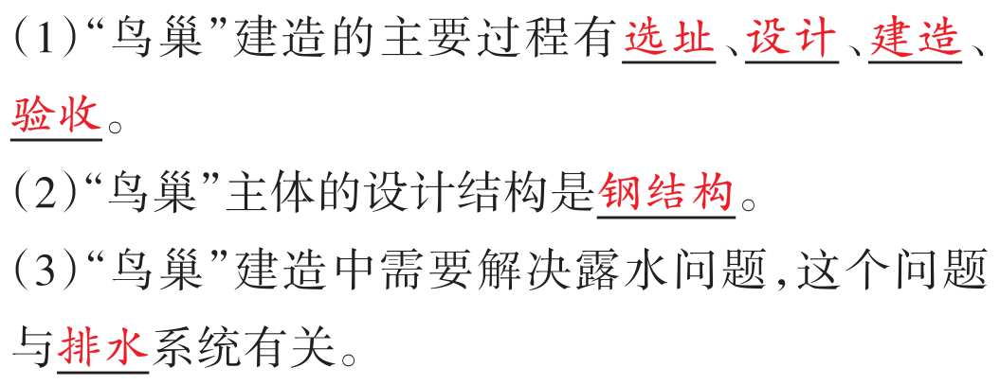 (1)“鸟巢”建造的主要过程有选址、设计、建造、
验收。
(2)“鸟巢”主体的设计结构是钢结构。
(3)“鸟巢”建造中需要解决露水问题,这个问题
与排水系统有关。